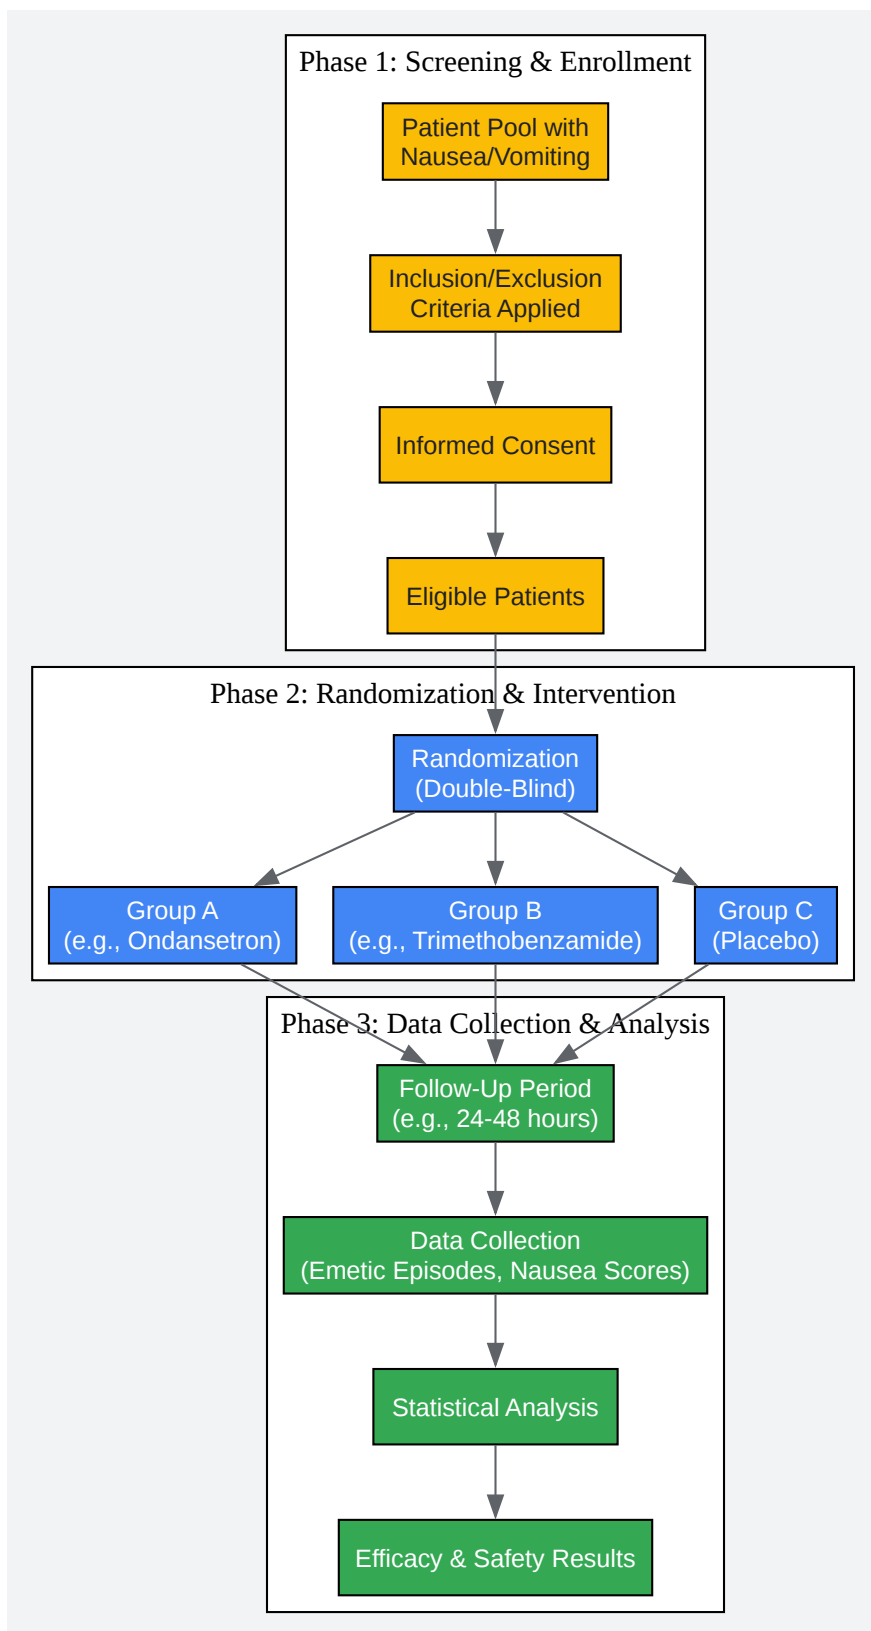 Phase 1: Screening & Enrollment
Patient Pool with
Nausea/Vomiting
Inclusion/Exclusion
Criteria Applied
Informed Consent
Eligible Patients
Phase 2: Randomization & Intervention
Randomization
(Double-Blind)
Group A
(e.g., Ondansetron)
Group B
(e.g., Trimethobenzamide)
Group C
(Placebo)
Phase 3: Data Collection & Analysis
Follow-Up Period
(e.g., 24-48 hours)
Data Collection
(Emetic Episodes, Nausea Scores)
Statistical Analysis
Efficacy & Safety Results